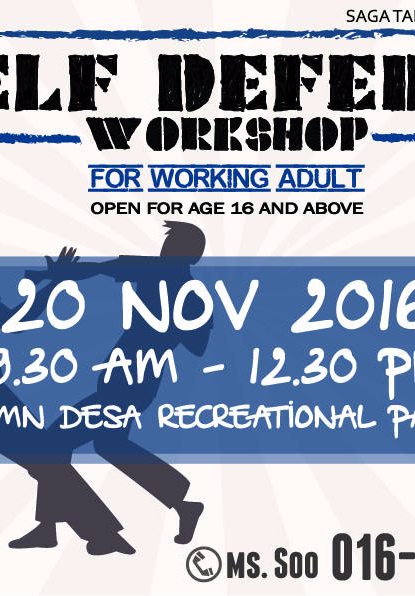 SAGA TA
ELF DEFEN
WORKSHOP
FOR WORKING ADULT
OPEN FOR AGE 16 AND ABOVE
20 NOV 2016
9.30 AM - 12.30 P
MN DESA RECREATIONAL PA
MS. SOO 016-